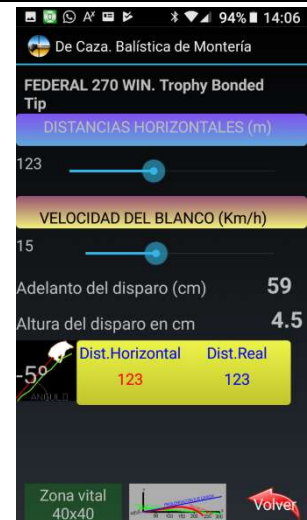 94% 14:06
De Caza. Balística de Montería
FEDERAL 270 WIN. Trophy Bonded
Tip
DISTANCIAS HORIZONTALES (m)
123
VELOCIDAD DEL BLANCO (Km/h)
15
Adelanto del disparo (cm) 59
Altura del disparo en cm 4.5
Dist.Horizontal Dist.Real
-5º 123 123
ANGULO
Zona vital
40x40
Volver